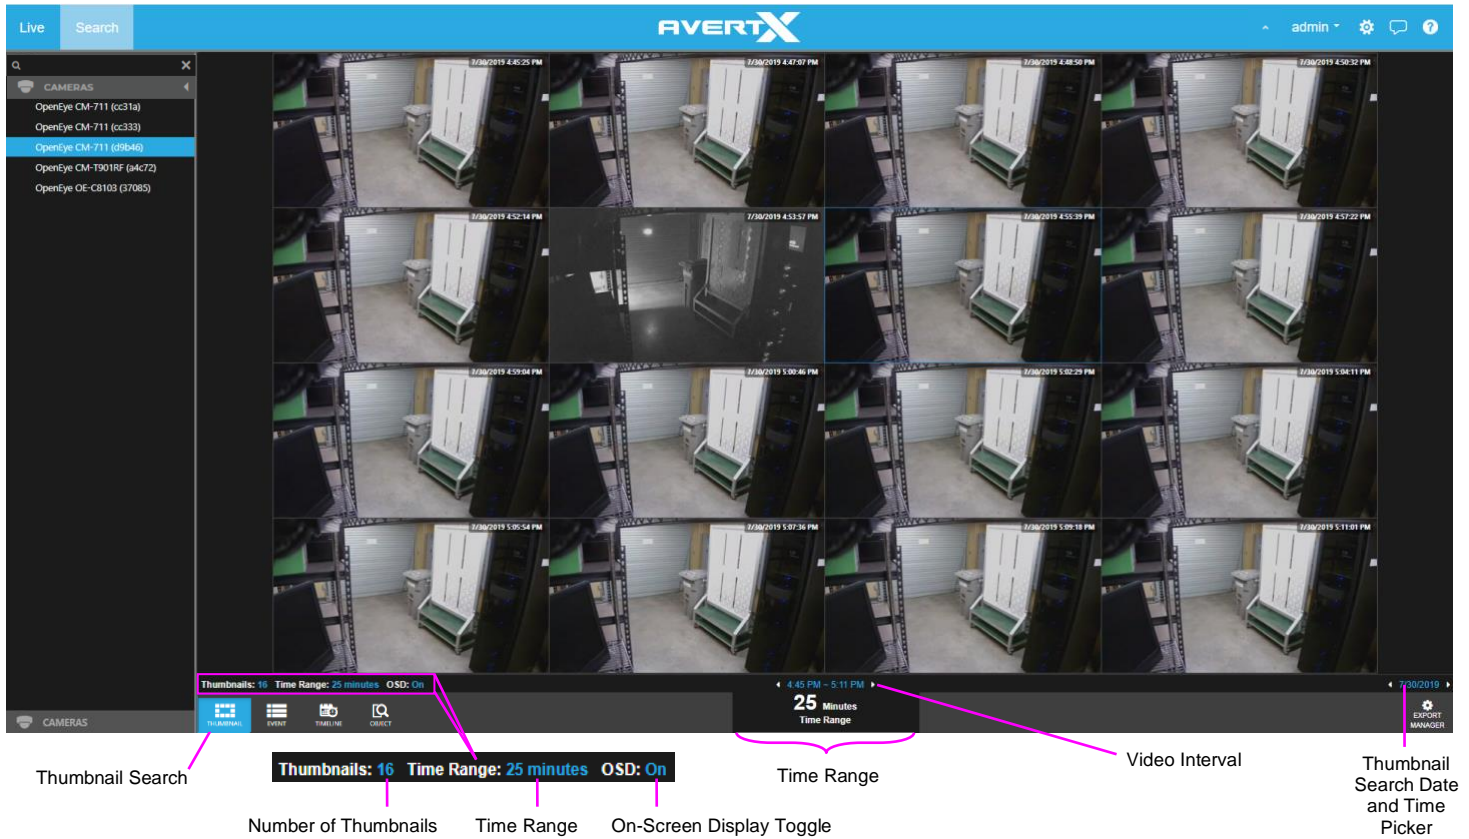 Live Search AVERTX admin
CAMERAS
OpenEye CM-711 (cc31a)
OpenEye CM-711 (cc333)
OpenEye CM-711 (d9b46)
OpenEye CM-T901RF (a4c72)
OpenEye OE-C8103 (37085)
7/30/2019 4:45:25 PM 7/30/2019 4:47:07 PM 7/30/2019 4:48:50 PM 7/30/2019 4:50:32 PM
7/30/2019 4:52:14 PM 7/30/2019 4:53:57 PM 7/30/2019 4:55:39 PM 7/30/2019 4:57:22 PM
7/30/2019 4:59:04 PM 7/30/2019 5:00:46 PM 7/30/2019 5:02:29 PM 7/30/2019 5:04:11 PM
7/30/2019 5:05:54 PM 7/30/2019 5:07:36 PM 7/30/2019 5:09:18 PM 7/30/2019 5:11:01 PM
Thumbnails: 16 Time Range: 25 minutes OSD: On 4:45 PM – 5:11 PM 7/30/2019
CAMERAS
THUMBNAIL EVENT TIMELINE OBJECT
25 Minutes
Time Range
EXPORT
MANAGER
Thumbnail Search
Thumbnails: 16 Time Range: 25 minutes OSD: On
Number of Thumbnails
Time Range
On-Screen Display Toggle
Time Range
Video Interval
Thumbnail
Search Date
and Time
Picker